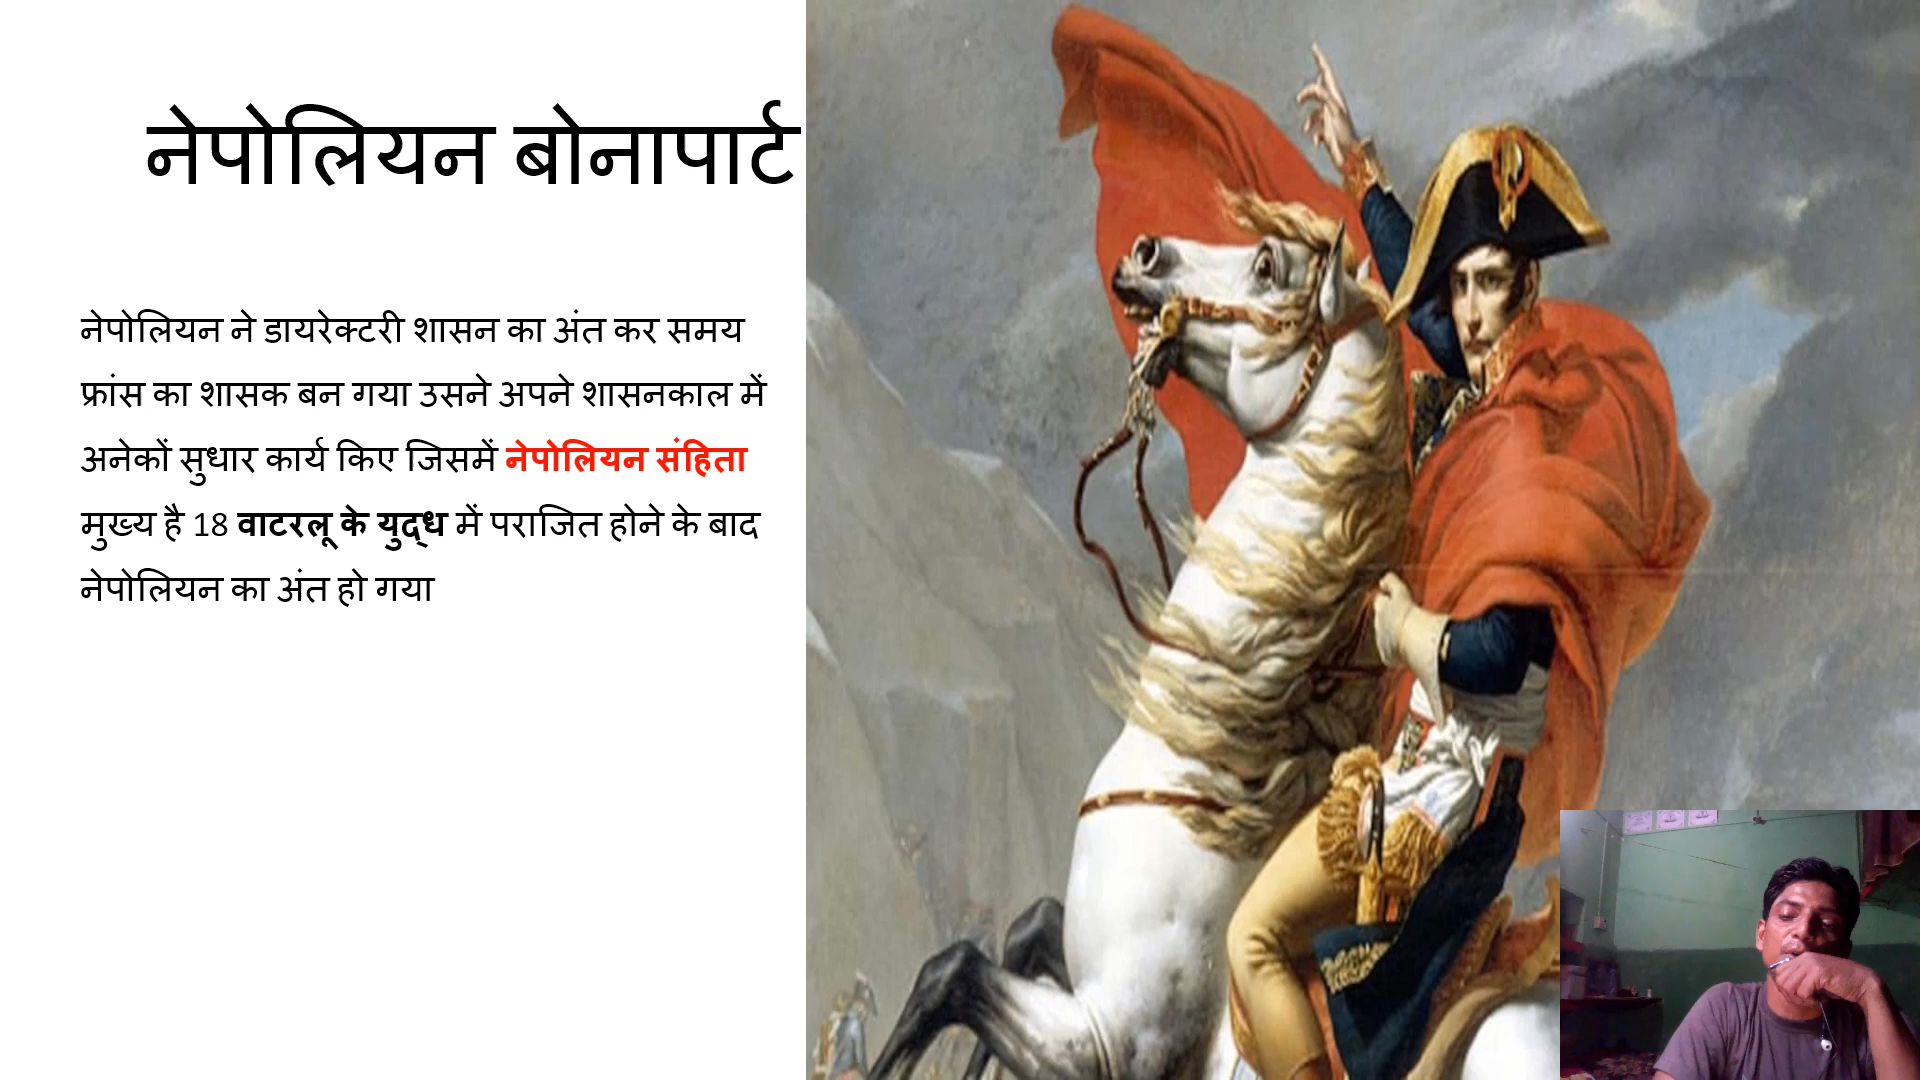 नेपोलियन बोनापार्ट
नेपोलियन ने डायरेक्टरी शासन का अंत कर समय
फ्रांस का शासक बन गया उसने अपने शासनकाल में
अनेकों सुधार कार्य किए जिसमें नेपोलियन संहिता
मुख्य है 18 वाटरलू के युद्ध में पराजित होने के बाद
नेपोलियन का अंत हो गया